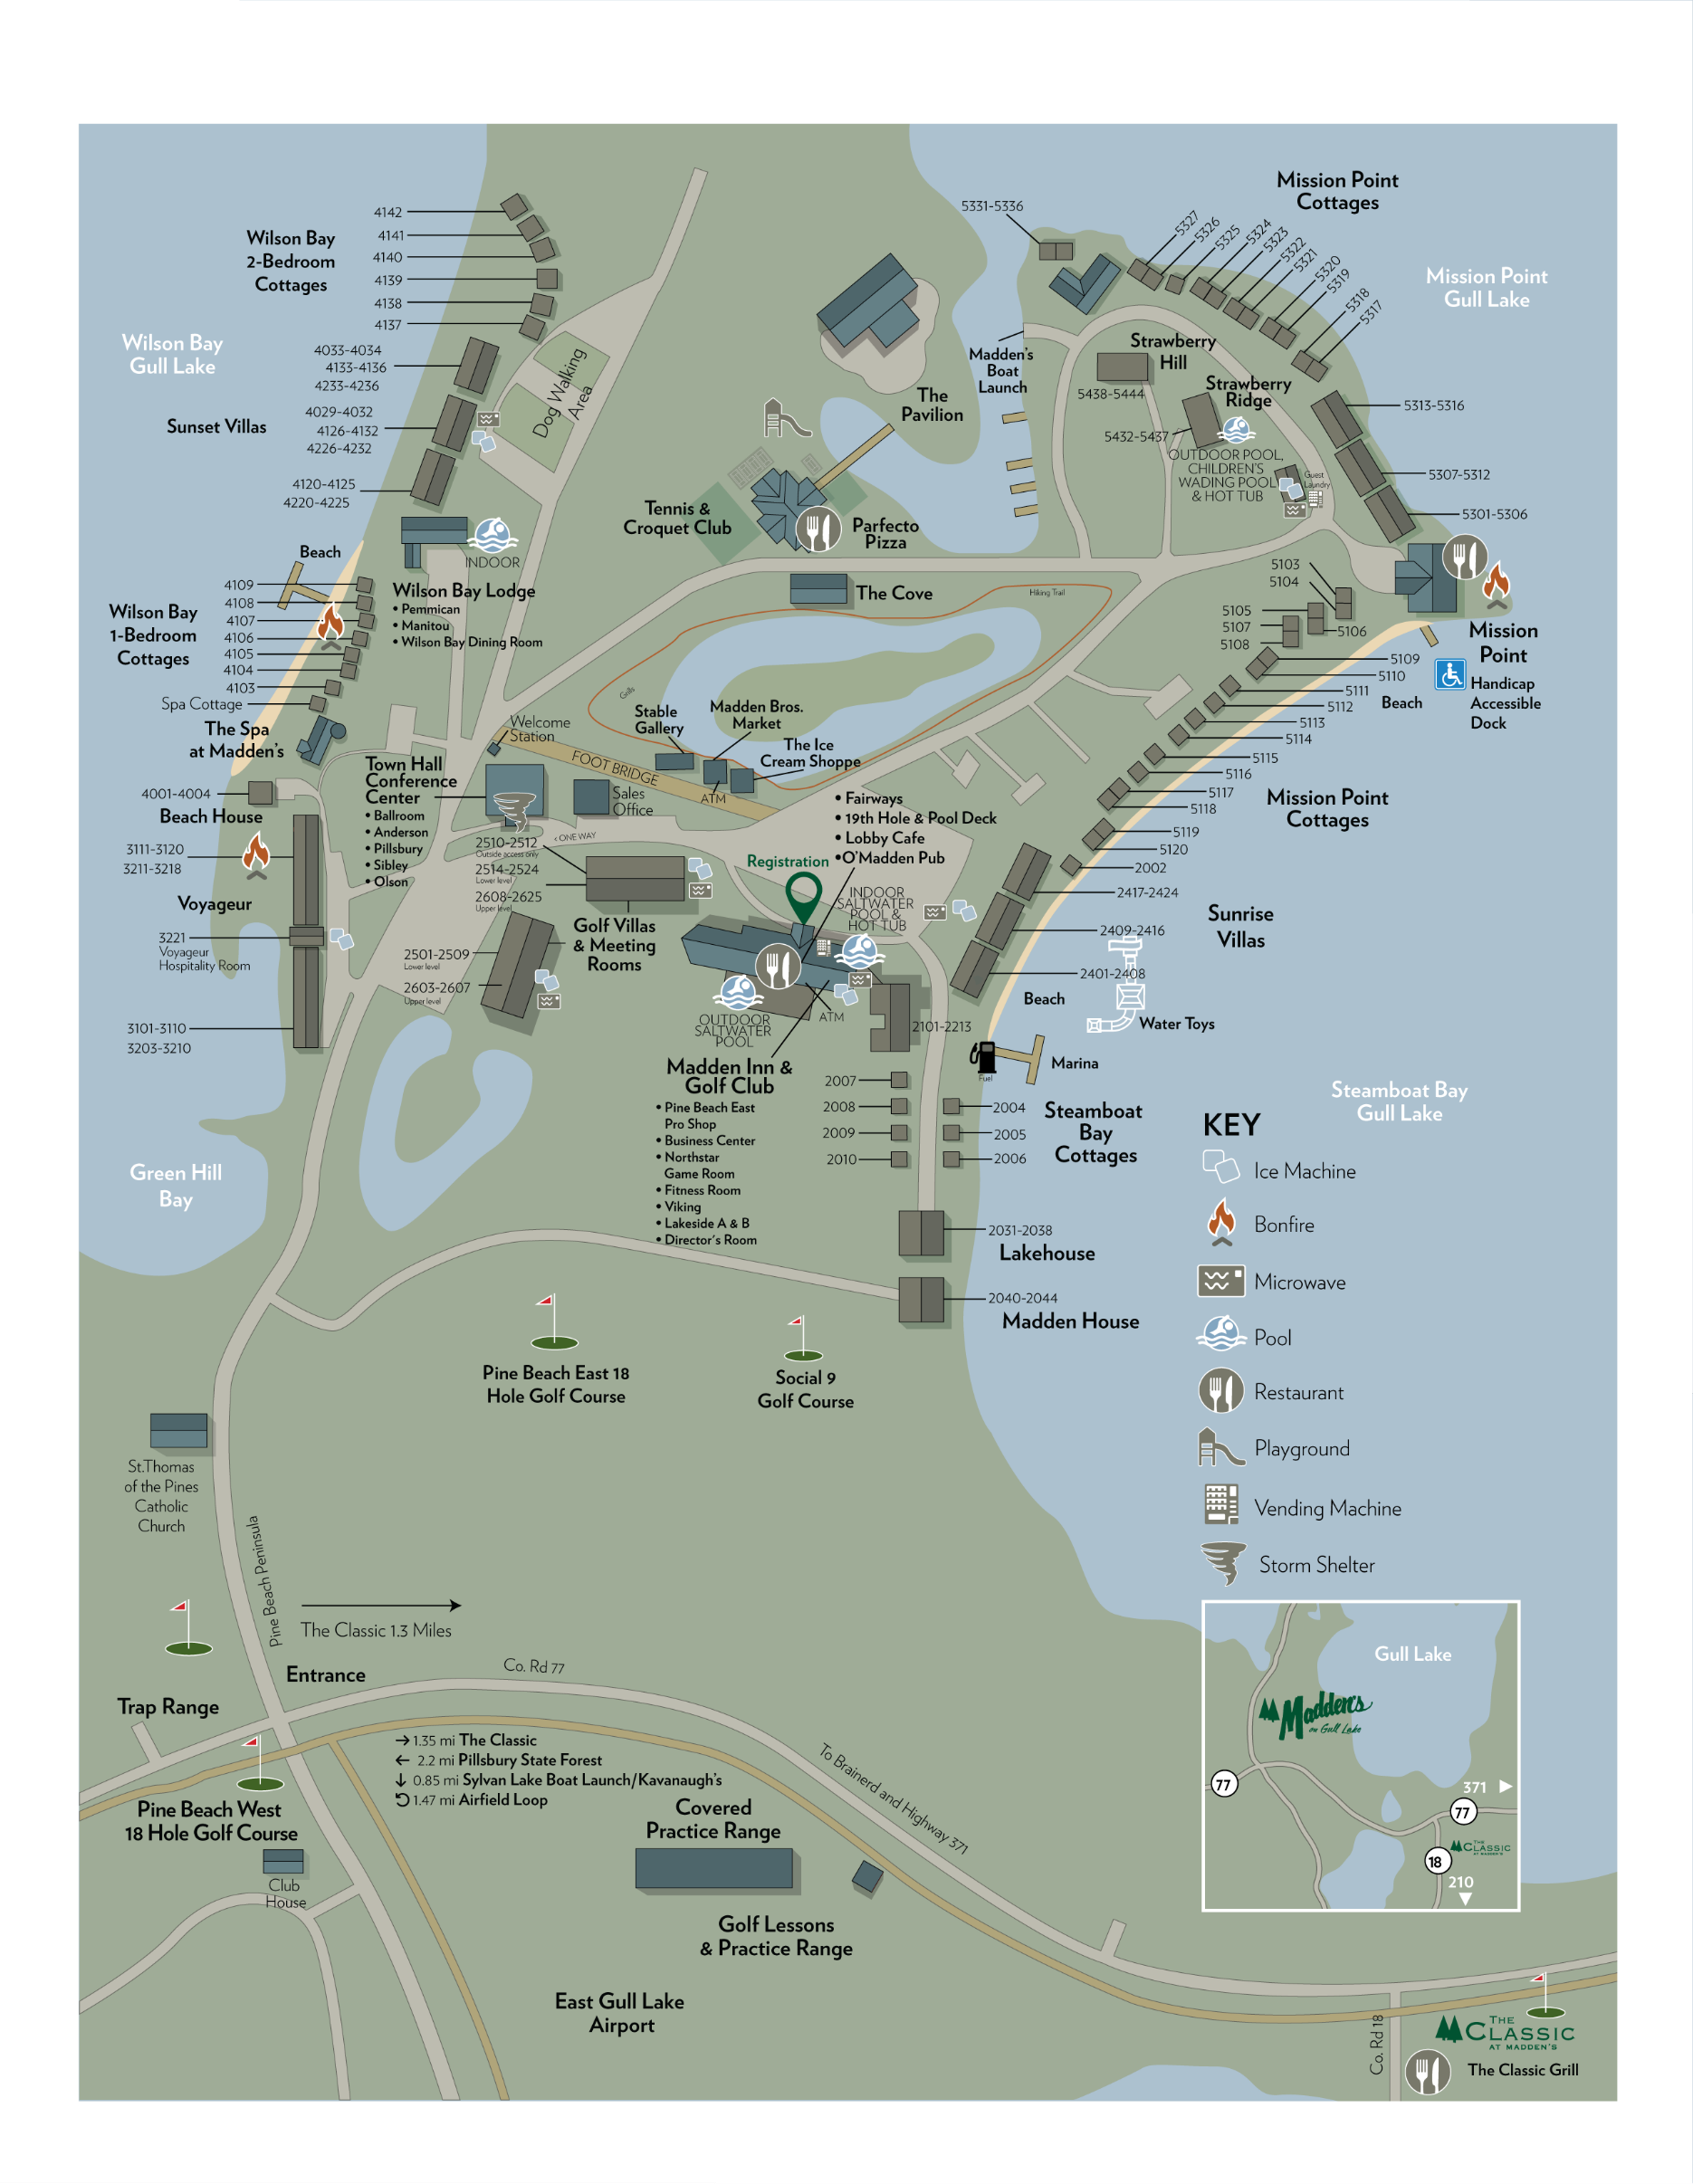 Mission Point
Cottages
5331-5336
5327
5326
5325
5324
5323
5322
5321
5320
5319
5318
5317
Mission Point
Gull Lake
4142
4141
4140
4139
4138
4137
Wilson Bay
2-Bedroom
Cottages
Wilson Bay
Gull Lake
4033-4034
4133-4136
4233-4236
Sunset Villas
4029-4032
4126-4132
4226-4232
4120-4125
4220-4225
Dog Walking
Area
The
Pavilion
Madden's
Boat
Launch
Strawberry
Hill
5438-5444
Strawberry
Ridge
5432-5437
OUTDOOR POOL,
CHILDREN'S
WADING POOL
& HOT TUB
Guest
Laundry
5313-5316
5307-5312
5301-5306
Tennis &
Croquet Club
Parfecto
Pizza
INDOOR
Beach
Wilson Bay Lodge
• Pemmican
• Manitou
• Wilson Bay Dining Room
4109
4108
4107
4106
4105
4104
4103
Spa Cottage
Wilson Bay
1-Bedroom
Cottages
The Spa
at Madden's
The Cove
Hiking Trail
Grills
5103
5104
5105
5107
5108
5106
Mission
Point
Handicap
Accessible
Dock
5109
5110
5111
5112
5113
5114
5115
5116
5117
5118
5119
5120
2002
Beach
Mission Point
Cottages
Welcome
Station
FOOT BRIDGE
Stable
Gallery
Madden Bros.
Market
The Ice
Cream Shoppe
ATM
Town Hall
Conference
Center
• Ballroom
• Anderson
• Pillsbury
• Sibley
• Olson
Sales
Office
< ONE WAY
4001-4004
Beach House
3111-3120
3211-3218
Voyageur
3221
Voyageur
Hospitality Room
3101-3110
3203-3210
2510-2512
Outside access only
2514-2524
Lower level
2608-2625
Upper level
Golf Villas
& Meeting
Rooms
2501-2509
Lower level
2603-2607
Upper level
• Fairways
• 19th Hole & Pool Deck
• Lobby Cafe
•O'Madden Pub
Registration
INDOOR
SALTWATER
POOL &
HOT TUB
OUTDOOR
SALTWATER
POOL
ATM
2101-2213
2417-2424
2409-2416
2401-2408
Sunrise
Villas
Beach
Water Toys
Fuel
Marina
Madden Inn &
Golf Club
• Pine Beach East
Pro Shop
• Business Center
• Northstar
Game Room
• Fitness Room
• Viking
• Lakeside A & B
• Director's Room
2007
2008
2009
2010
2004
2005
2006
Steamboat
Bay
Cottages
Steamboat Bay
Gull Lake
2031-2038
Lakehouse
2040-2044
Madden House
Green Hill
Bay
KEY
Ice Machine
Bonfire
Microwave
Pool
Restaurant
Playground
Vending Machine
Storm Shelter
Pine Beach East 18
Hole Golf Course
Social 9
Golf Course
St.Thomas
of the Pines
Catholic
Church
Pine Beach Peninsula
The Classic 1.3 Miles
Entrance
Co. Rd 77
Trap Range
→ 1.35 mi The Classic
← 2.2 mi Pillsbury State Forest
↓ 0.85 mi Sylvan Lake Boat Launch/Kavanaugh's
1.47 mi Airfield Loop
To Brainerd and Highway 371
Pine Beach West
18 Hole Golf Course
Club
House
Covered
Practice Range
Golf Lessons
& Practice Range
East Gull Lake
Airport
Gull Lake
Madden's
on Gull Lake
77
371
77
THE
CLASSIC
AT MADDEN'S
18
210
Co. Rd 18
THE
CLASSIC
AT MADDEN'S
The Classic Grill